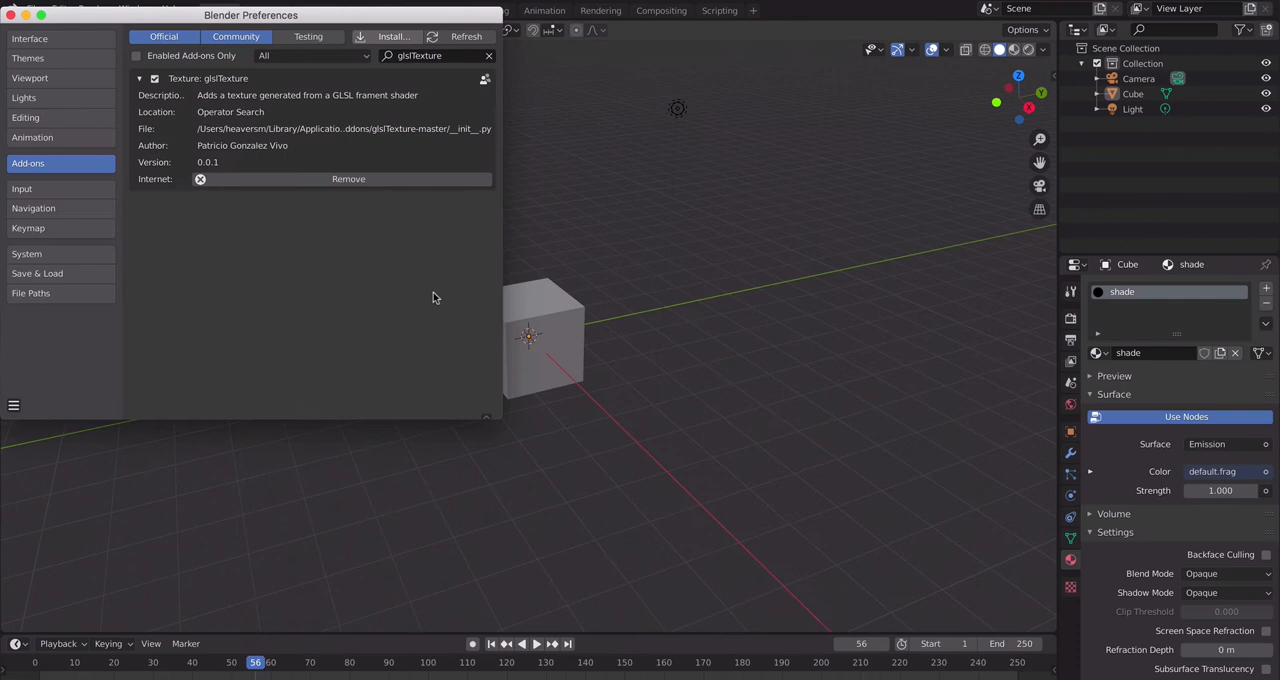 Blender Preferences
Animation
Rendering
Compositing
Scripting
Scene
View Layer
Official
Community
Testing
Install...
Refresh
Options
Interface
Enabled Add-ons Only
All
glslTexture
Scene Collection
Themes
Texture: glslTexture
Collection
Viewport
Descriptio..
Adds a texture generated from a GLSL frament shader
Camera
Lights
Location:
Operator Search
Cube
Editing
File:
/Users/heaversm/Library/Applicatio..ddons/glslTexture-master/__init__.py
Light
Animation
Author:
Patricio Gonzalez Vivo
Add-ons
Version:
0.0.1
Input
Internet:
Remove
Navigation
Keymap
System
Save & Load
File Paths
X
Y
Z
Cube
shade
shade
shade
Preview
Surface
Use Nodes
Surface
Emission
Color
default.frag
Strength
1.000
Volume
Settings
Backface Culling
Blend Mode
Opaque
Shadow Mode
Opaque
Clip Threshold
0.000
Screen Space Refraction
Refraction Depth
0 m
Subsurface Translucency
Playback
Keying
View
Marker
56
Start
1
End
250
0
10
20
30
40
50
56
60
70
80
90
100
110
120
130
140
150
160
170
180
190
200
210
220
230
240
250